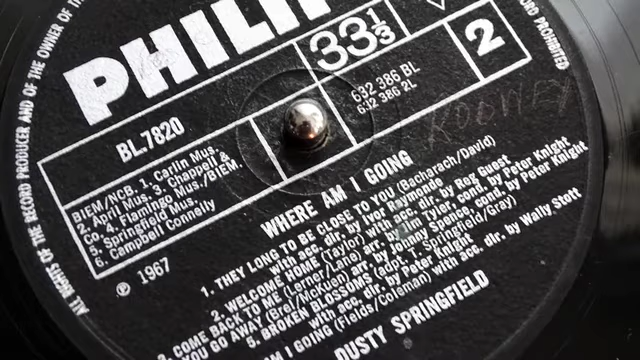 PHILI
33⅓
2
BL.7820
632 386 BL
632 386 2L
BIEM/NCB. 1. Carlin Mus.
2. April Mus. 3. Chappell &
Co. 4. Flamingo Mus./BIEM.
5. Springfield Mus.
6. Campbell Connelly
℗ 1967
RODNEY
WHERE AM I GOING
1. THEY LONG TO BE CLOSE TO YOU (Bacharach/David)
with acc. dir. by Ivor Raymonde
2. WELCOME HOME (Taylor) with acc. dir. by Reg Guest
3. COME BACK TO ME (Lerner/Lane) arr. by Jim Tyler, cond. by Peter Knight
YOU GO AWAY (Brel/McKuen) arr. by Johnny Spence, cond. by Peter Knight
5. BROKEN BLOSSOMS (adpt. T. Springfield/Gray)
with acc. dir. by Peter Knight
AM I GOING (Fields/Coleman) with acc. dir. by Wally Stott
DUSTY SPRINGFIELD
ALL RIGHTS OF THE RECORD PRODUCER AND OF THE OWNER OF THE
PROHIBITED